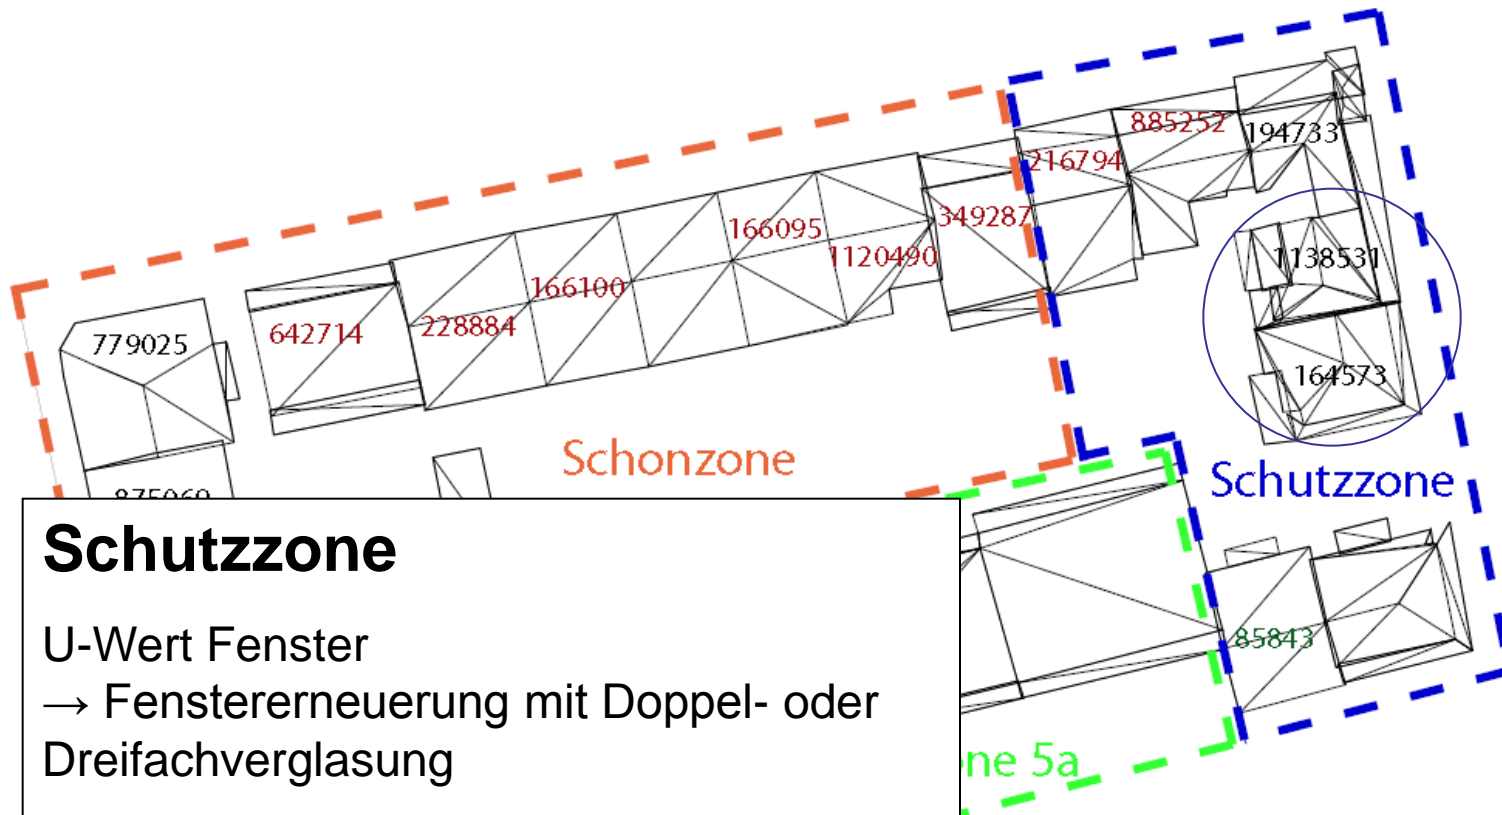 885252
194733
216794
166095
349287
1120490
1138531
166100
228884
642714
779025
164573
Schonzone
Schutzzone
875069
Schutzzone
U-Wert Fenster
→ Fenstererneuerung mit Doppel- oder
Dreifachverglasung
85843
ne 5a